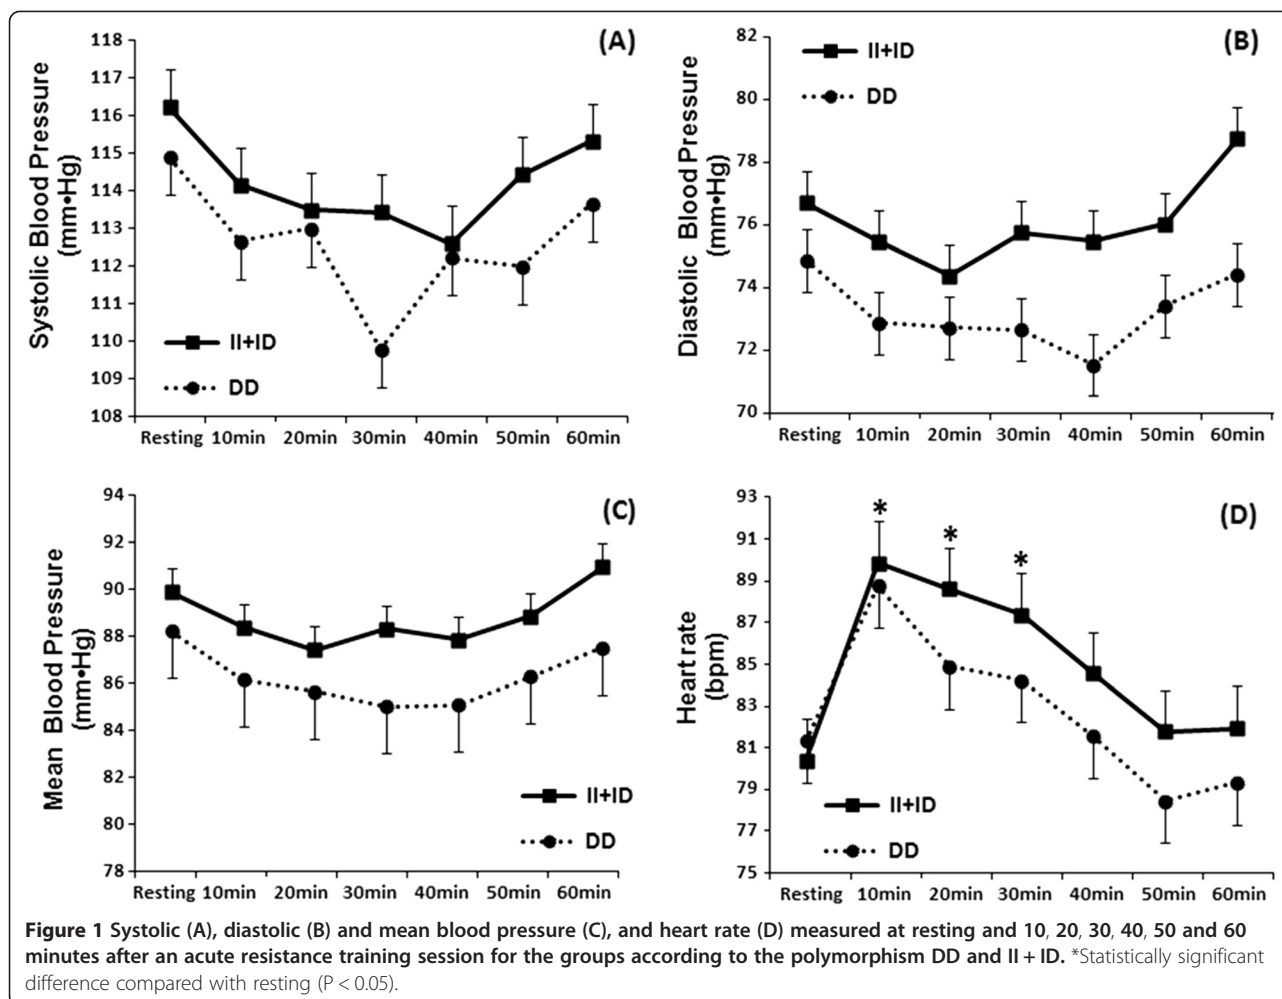 (A)
Systolic Blood Pressure
(mm•Hg)
118
117
116
115
114
113
112
111
110
109
108
II+ID
DD
Resting 10min 20min 30min 40min 50min 60min
(B)
Diastolic Blood Pressure
(mm•Hg)
82
80
78
76
74
72
70
II+ID
DD
Resting 10min 20min 30min 40min 50min 60min
(C)
Mean Blood Pressure
(mm•Hg)
94
92
90
88
86
84
82
80
78
II+ID
DD
Resting 10min 20min 30min 40min 50min 60min
(D)
Heart rate
(bpm)
93
91
89
87
85
83
81
79
77
75
* * *
II+ID
DD
Resting 10min 20min 30min 40min 50min 60min
Figure 1 Systolic (A), diastolic (B) and mean blood pressure (C), and heart rate (D) measured at resting and 10, 20, 30, 40, 50 and 60
minutes after an acute resistance training session for the groups according to the polymorphism DD and II + ID. *Statistically significant
difference compared with resting (P < 0.05).